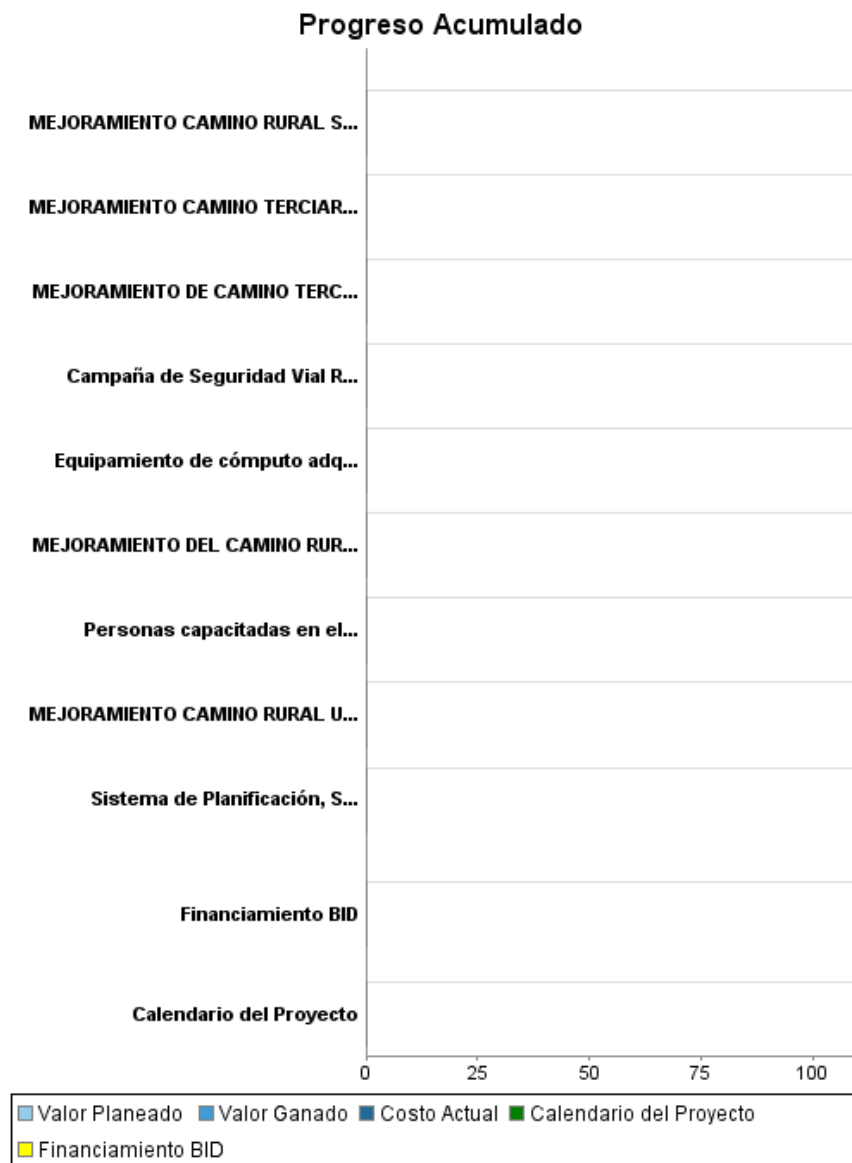 Progreso Acumulado
MEJORAMIENTO CAMINO RURAL S...
MEJORAMIENTO CAMINO TERCIAR...
MEJORAMIENTO DE CAMINO TERC...
Campaña de Seguridad Vial R...
Equipamiento de cómputo adq...
MEJORAMIENTO DEL CAMINO RUR...
Personas capacitadas en el...
MEJORAMIENTO CAMINO RURAL U...
Sistema de Planificación, S...
Financiamiento BID
Calendario del Proyecto
0 25 50 75 100
Valor Planeado Valor Ganado Costo Actual Calendario del Proyecto
Financiamiento BID